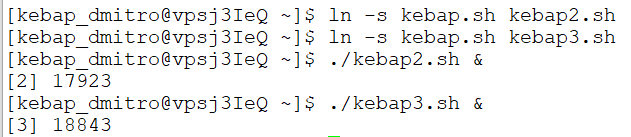 [kebap_dmitro@vpsj3IeQ ~]$ ln -s kebap.sh kebap2.sh
[kebap_dmitro@vpsj3IeQ ~]$ ln -s kebap.sh kebap3.sh
[kebap_dmitro@vpsj3IeQ ~]$ ./kebap2.sh &
[2] 17923
[kebap_dmitro@vpsj3IeQ ~]$ ./kebap3.sh &
[3] 18843